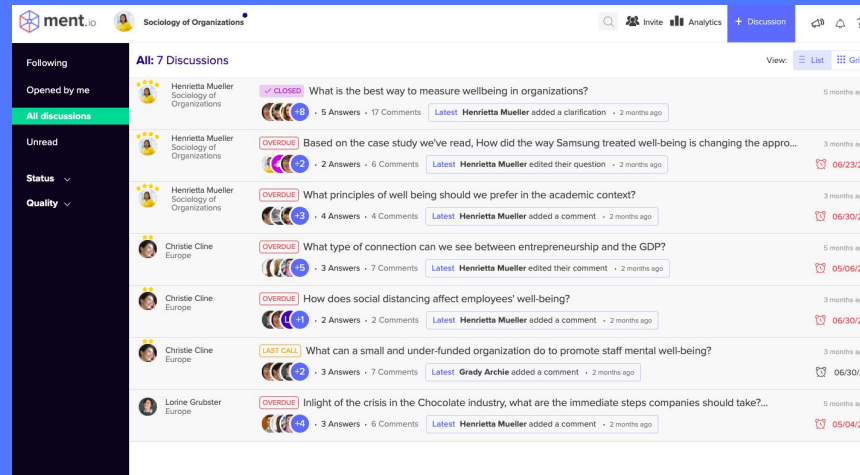 ment.io
Sociology of Organizations
Invite
Analytics
+ Discussion
Following
Opened by me
All discussions
Unread
Status
Quality
All: 7 Discussions
View:
List
Gri
Henrietta Mueller
Sociology of
Organizations
CLOSED What is the best way to measure wellbeing in organizations?
5 months ag
+8 · 5 Answers · 17 Comments Latest Henrietta Mueller added a clarification · 2 months ago
Henrietta Mueller
Sociology of
Organizations
OVERDUE Based on the case study we've read, How did the way Samsung treated well-being is changing the appro...
3 months ag
+2 · 2 Answers · 6 Comments Latest Henrietta Mueller edited their question · 2 months ago
06/23/2
Henrietta Mueller
Sociology of
Organizations
OVERDUE What principles of well being should we prefer in the academic context?
3 months ag
+3 · 4 Answers · 4 Comments Latest Henrietta Mueller added a comment · 2 months ago
06/30/2
Christie Cline
Europe
OVERDUE What type of connection can we see between entrepreneurship and the GDP?
5 months ag
+5 · 3 Answers · 7 Comments Latest Henrietta Mueller edited their comment · 2 months ago
05/06/2
Christie Cline
Europe
OVERDUE How does social distancing affect employees' well-being?
3 months ag
L +1 · 2 Answers · 2 Comments Latest Henrietta Mueller added a comment · 2 months ago
06/30/2
Christie Cline
Europe
LAST CALL What can a small and under-funded organization do to promote staff mental well-being?
3 months ag
+2 · 3 Answers · 7 Comments Latest Grady Archie added a comment · 2 months ago
06/30/
Lorine Grubster
Europe
OVERDUE Inlight of the crisis in the Chocolate industry, what are the immediate steps companies should take?...
5 months ag
+4 · 3 Answers · 6 Comments Latest Henrietta Mueller added a comment · 2 months ago
05/04/2